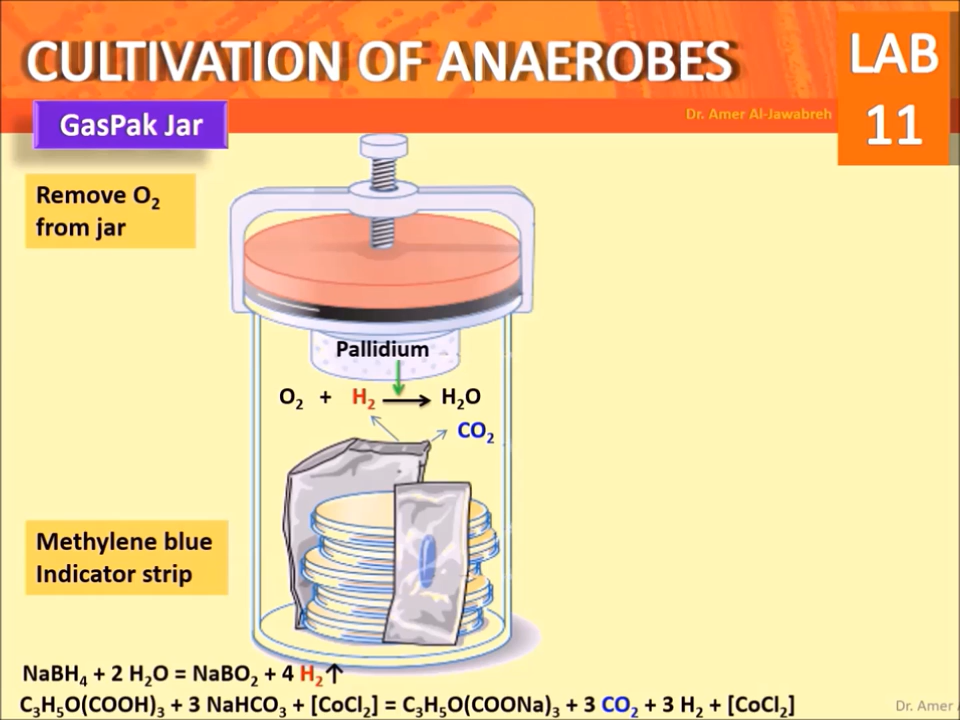 CULTIVATION OF ANAEROBES
LAB
11
Dr. Amer Al-Jawabreh
GasPak Jar
Remove O₂
from jar
Pallidium
O₂ + H₂ → H₂O
CO₂
Methylene blue
Indicator strip
NaBH₄ + 2 H₂O = NaBO₂ + 4 H₂↑
C₃H₅O(COOH)₃ + 3 NaHCO₃ + [CoCl₂] = C₃H₅O(COONa)₃ + 3 CO₂ + 3 H₂ + [CoCl₂]
Dr. Amer